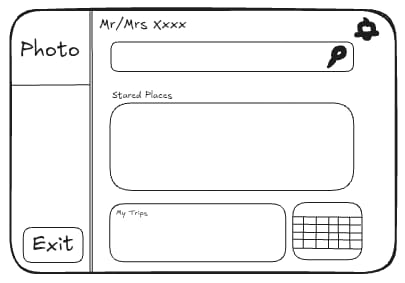 Photo
Mr/Mrs Xxxx
Stared Places
My Trips
Exit